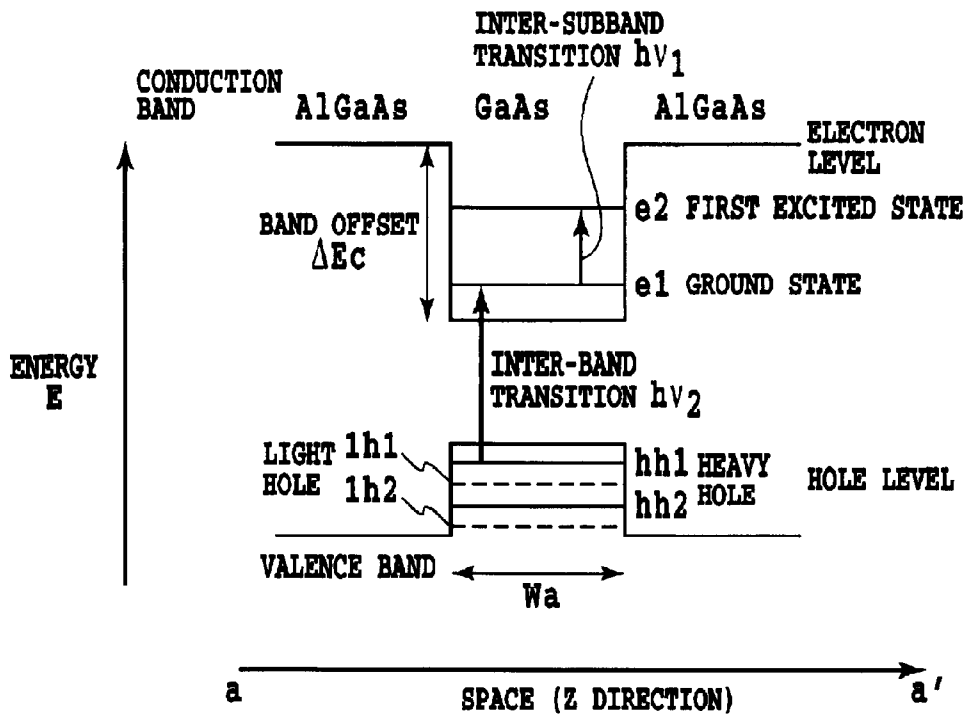 INTER-SUBBAND
TRANSITION hν1
CONDUCTION
BAND
AlGaAs GaAs AlGaAs
ELECTRON
LEVEL
e2 FIRST EXCITED STATE
BAND OFFSET
ΔEc
e1 GROUND STATE
ENERGY
E
INTER-BAND
TRANSITION hν2
LIGHT
HOLE
lh1
lh2
hh1 HEAVY
hh2 HOLE
HOLE LEVEL
VALENCE BAND
Wa
a
SPACE (Z DIRECTION)
a'